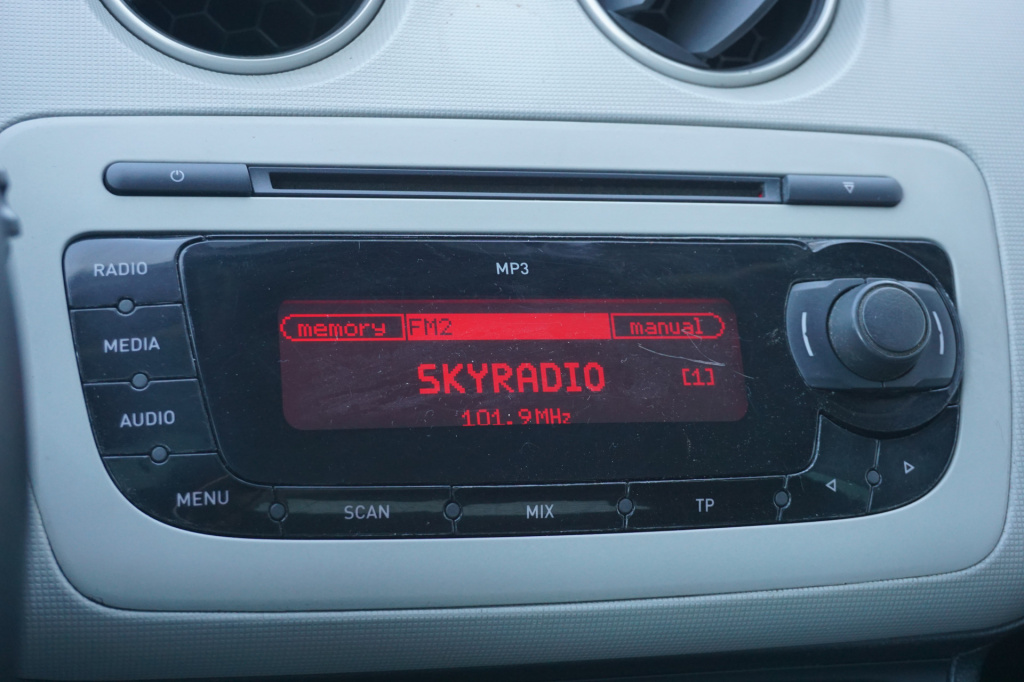 RADIO
MP3
memory FM2 manual
MEDIA
SKYRADIO [1]
AUDIO
101.9MHz
MENU
SCAN
MIX
TP